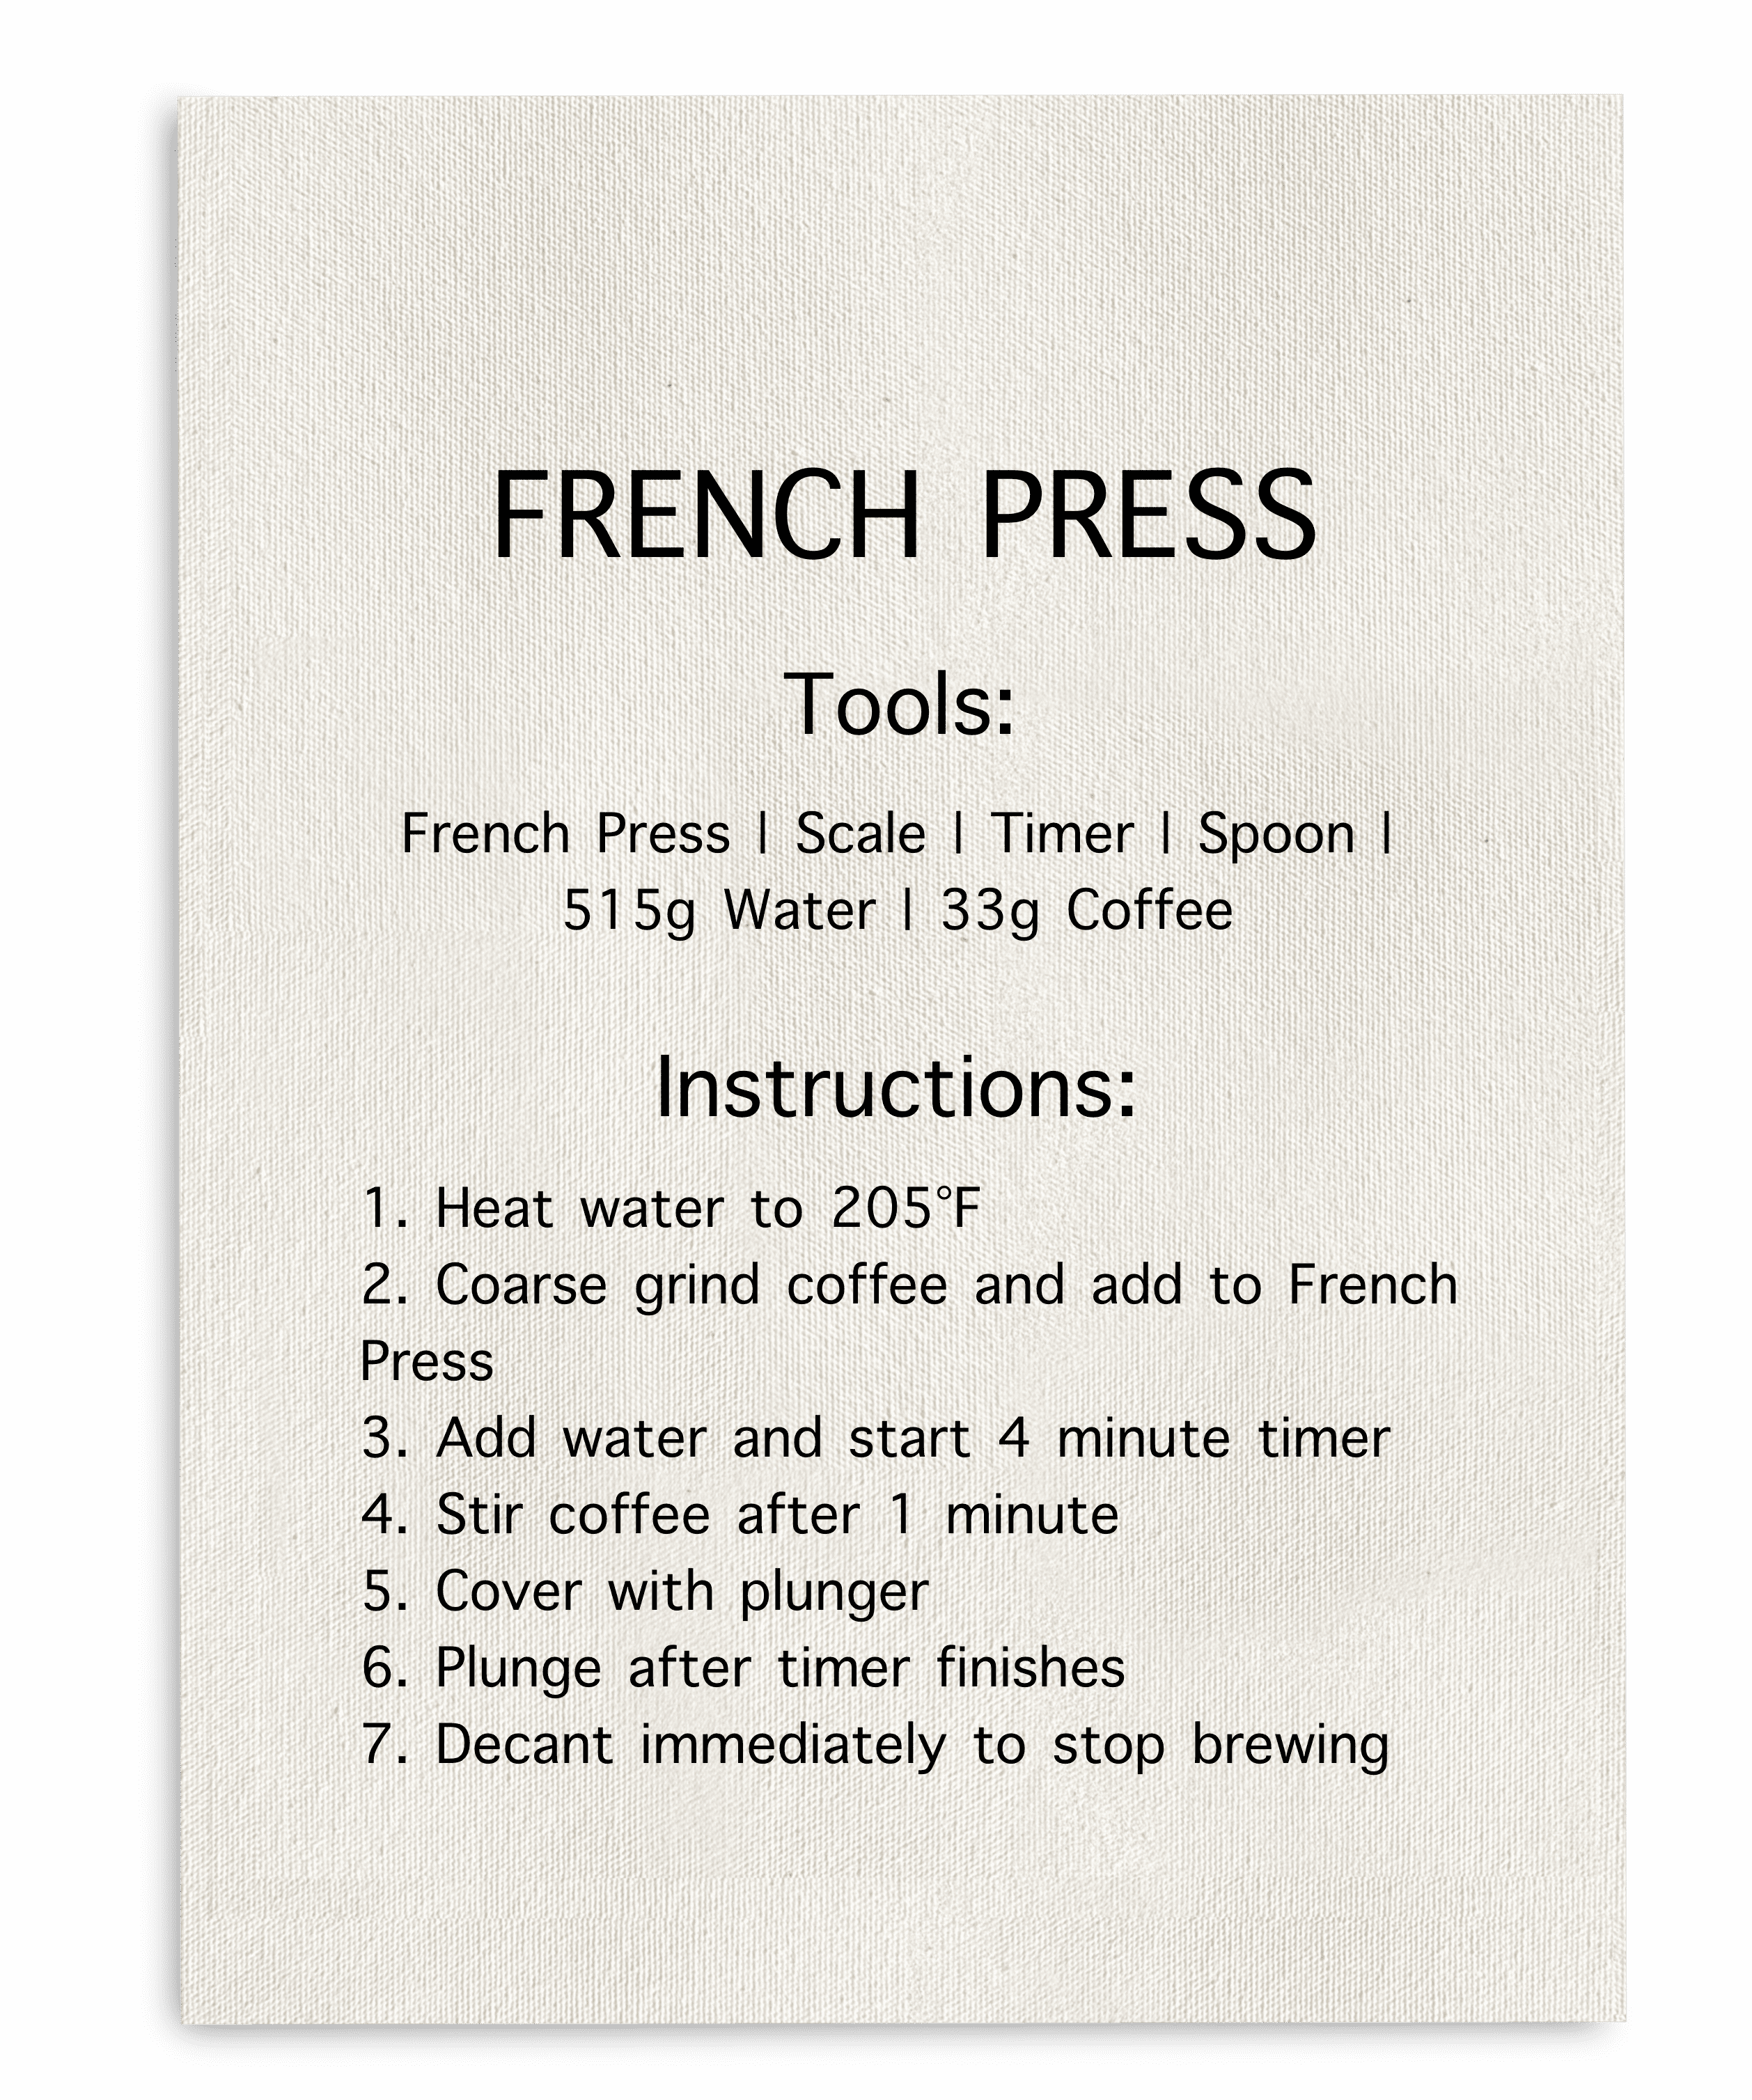 FRENCH PRESS
Tools:
French Press | Scale | Timer | Spoon |
515g Water | 33g Coffee
Instructions:
1. Heat water to 205°F
2. Coarse grind coffee and add to French
Press
3. Add water and start 4 minute timer
4. Stir coffee after 1 minute
5. Cover with plunger
6. Plunge after timer finishes
7. Decant immediately to stop brewing